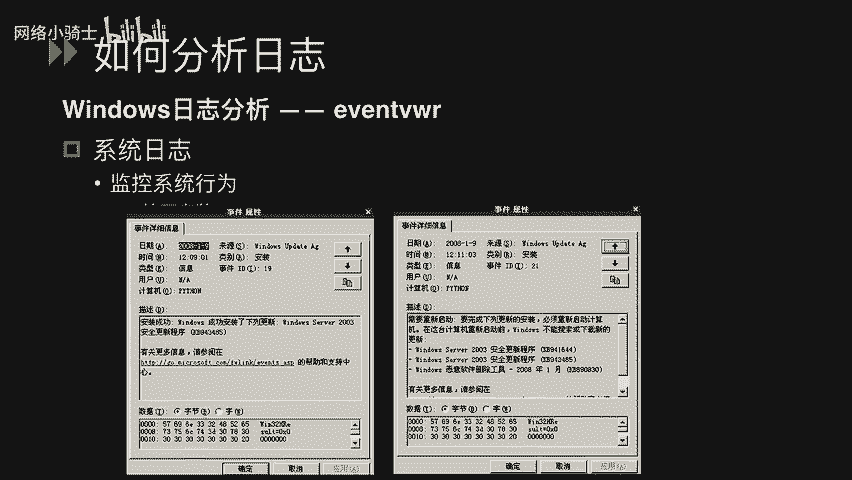 网络小骑士 bilibili
如何分析日志
Windows日志分析 —— eventvwr
系统日志
• 监控系统行为
事件 属性
事件详细信息
日期(A): 2008-1-9 来源(S): Windows Update Ag
时间(M): 12:09:01 类别(R): 安装
类型(E): 信息 事件 ID(I): 19
用户(U): N/A
计算机(O): PYTHON
描述(D):
安装成功: Windows 成功安装了下列更新: Windows Server 2003
安全更新程序 (KB943485)
有关更多信息,请参阅在
http://go.microsoft.com/fwlink/events.asp 的帮助和支持中
心。
数据(T): 字节(B) 字(W)
0000: 57 69 6e 33 32 48 52 65 Win32HRe
0008: 73 75 6c 74 3d 30 78 30 sult=0x0
0010: 30 30 30 30 30 30 30 20 0000000
确定 取消 应用(A)
事件 属性
事件详细信息
日期(A): 2008-1-9 来源(S): Windows Update Ag
时间(M): 12:11:03 类别(R): 安装
类型(E): 信息 事件 ID(I): 21
用户(U): N/A
计算机(O): PYTHON
描述(D):
需要重新启动: 要完成下列更新的安装,必须重新启动计算
机。在这台计算机重新启动前,Windows 不能搜索或下载新的
更新:
- Windows Server 2003 安全更新程序 (KB941644)
- Windows Server 2003 安全更新程序 (KB943485)
- Windows 恶意软件删除工具 - 2008 年 1 月 (KB890830)
有关更多信息,请参阅在
数据(T): 字节(B) 字(W)
0000: 57 69 6e 33 32 48 52 65 Win32HRe
0008: 73 75 6c 74 3d 30 78 30 sult=0x0
0010: 30 30 30 30 30 30 30 20 0000000
确定 取消 应用(A)